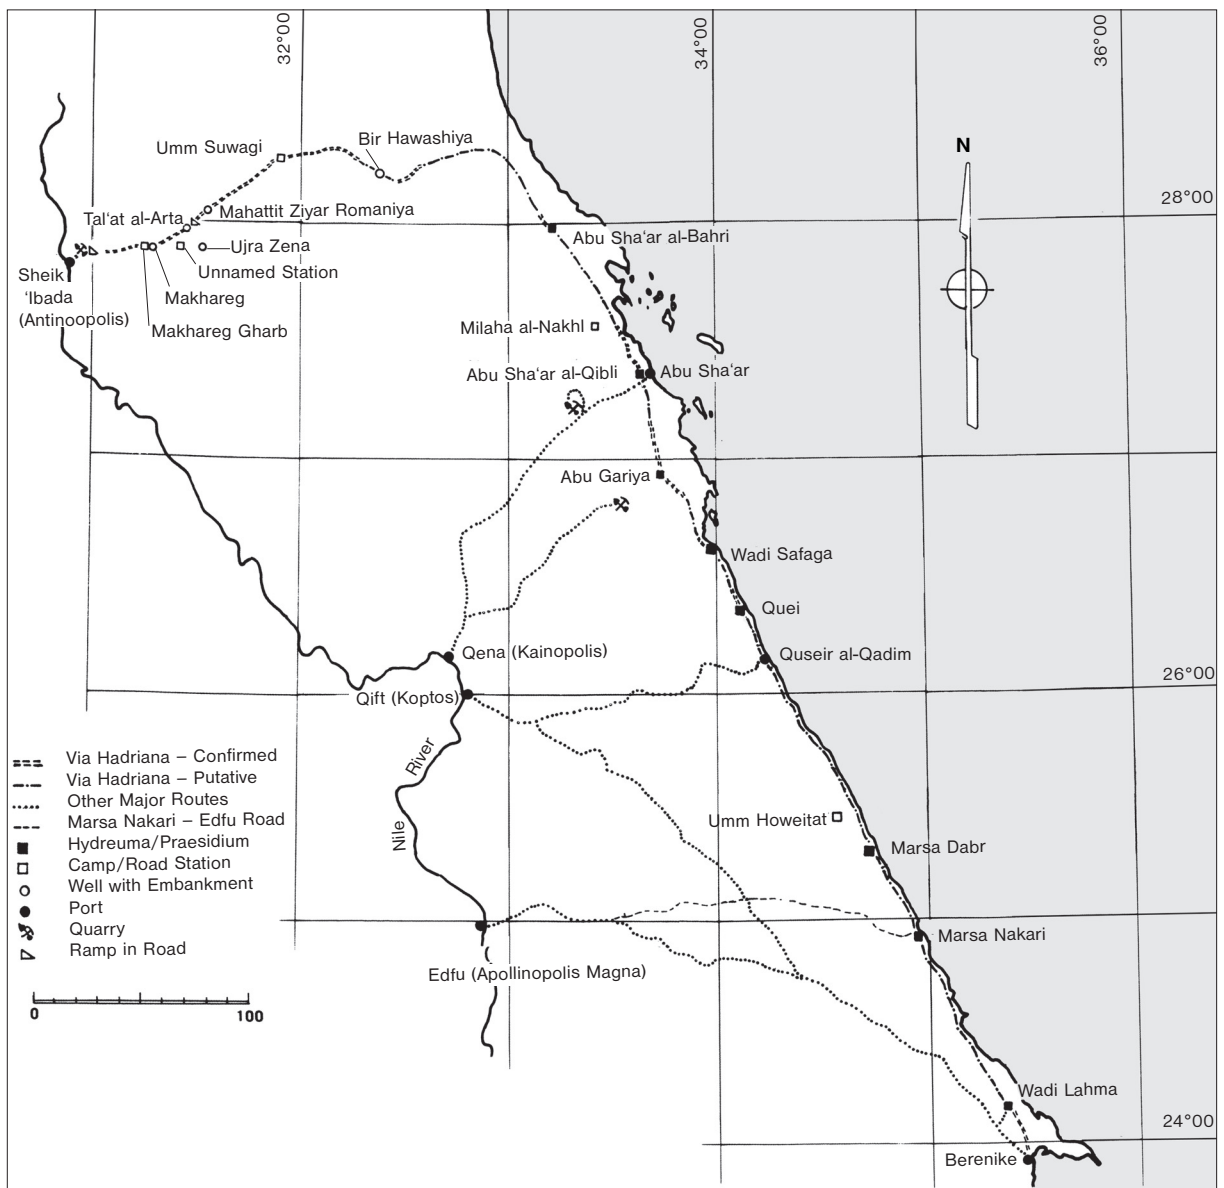 32°00
34°00
36°00
N
Bir Hawashiya
Umm Suwagi
28°00
Tal‘at al-Arta
Mahattit Ziyar Romaniya
Abu Sha‘ar al-Bahri
Ujra Zena
Unnamed Station
Sheik
‘Ibada
(Antinoopolis)
Makhareg
Makhareg Gharb
Milaha al-Nakhl
Abu Sha‘ar al-Qibli
Abu Sha‘ar
Abu Gariya
Wadi Safaga
Quei
Qena (Kainopolis)
Quseir al-Qadim
26°00
Qift (Koptos)
River
Nile
Via Hadriana – Confirmed
Via Hadriana – Putative
Other Major Routes
Marsa Nakari – Edfu Road
Hydreuma/Praesidium
Camp/Road Station
Well with Embankment
Port
Quarry
Ramp in Road
0 100
Umm Howeitat
Marsa Dabr
Marsa Nakari
Edfu (Apollinopolis Magna)
Wadi Lahma
24°00
Berenike